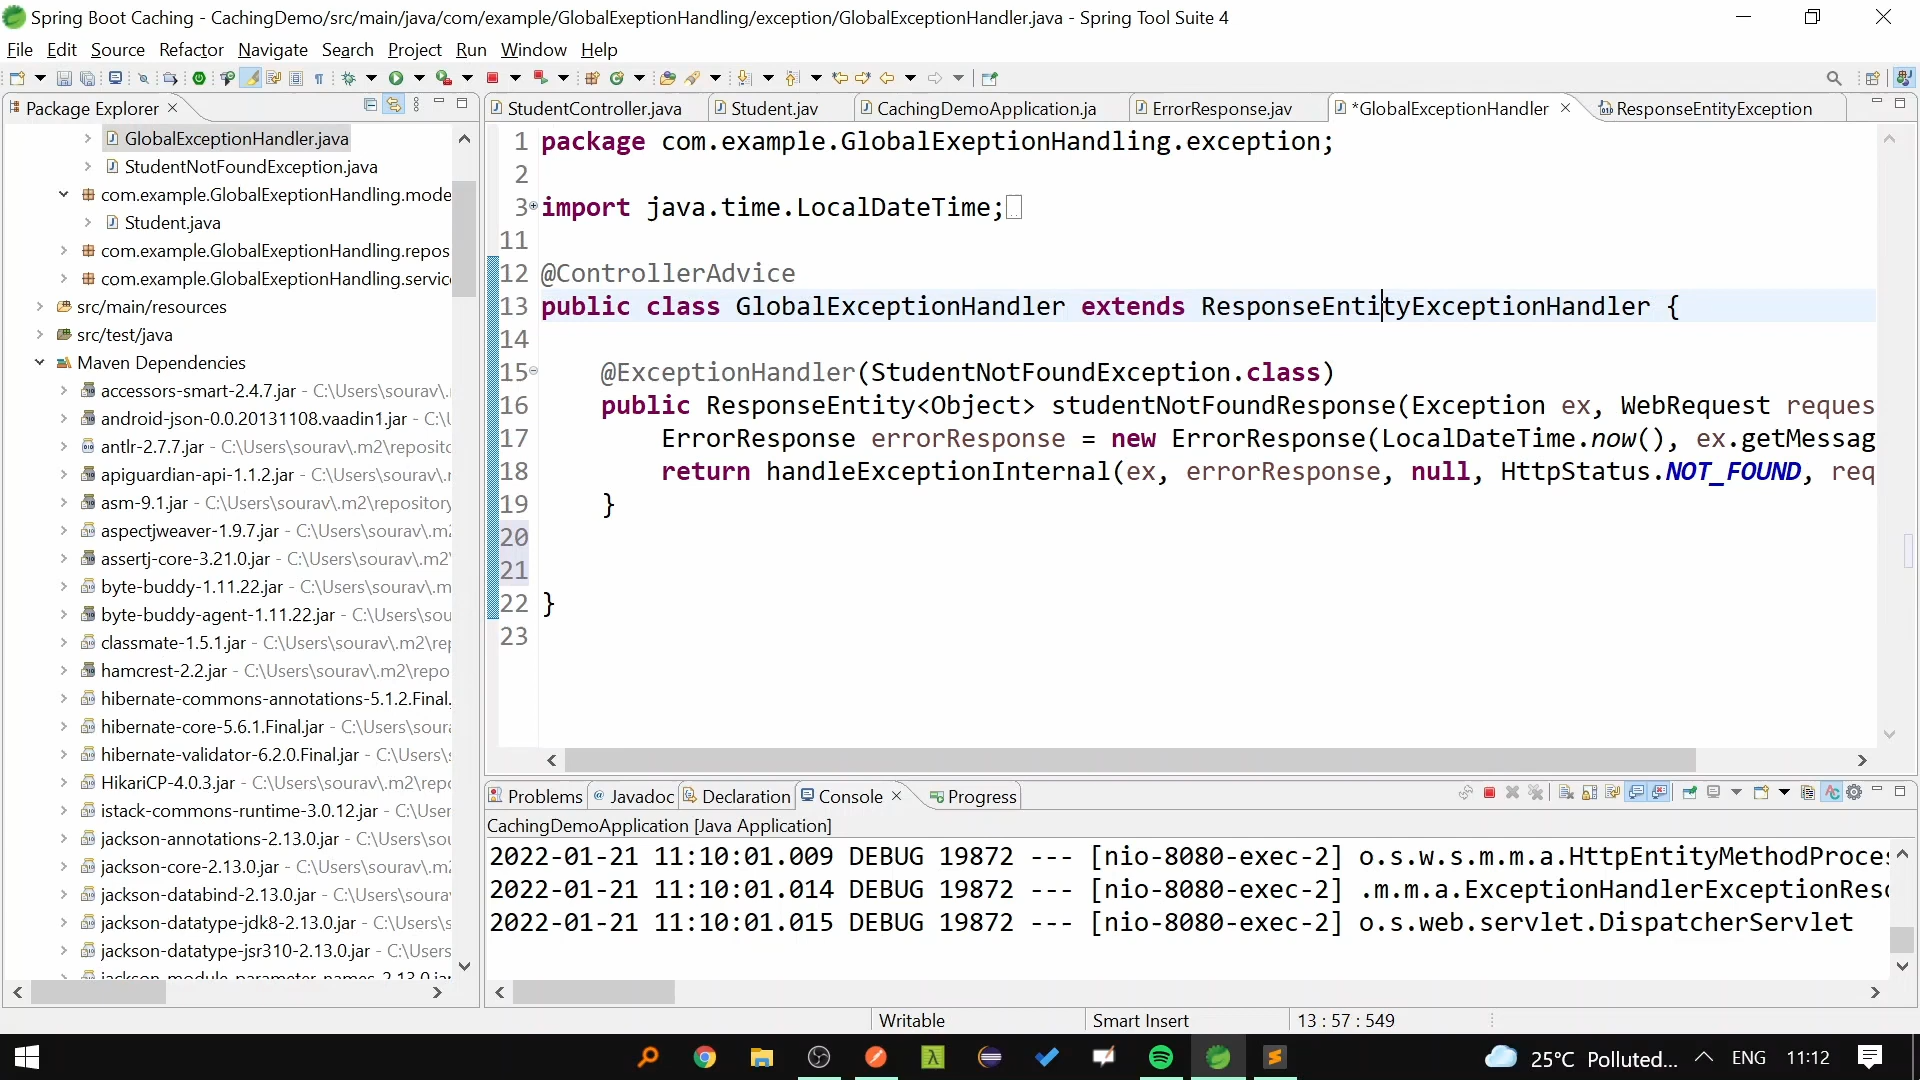 Spring Boot Caching - CachingDemo/src/main/java/com/example/GlobalExeptionHandling/exception/GlobalExceptionHandler.java - Spring Tool Suite 4
File Edit Source Refactor Navigate Search Project Run Window Help
Package Explorer
GlobalExceptionHandler.java
StudentNotFoundException.java
com.example.GlobalExeptionHandling.mode
Student.java
com.example.GlobalExeptionHandling.repos
com.example.GlobalExeptionHandling.servic
src/main/resources
src/test/java
Maven Dependencies
accessors-smart-2.4.7.jar - C:\Users\sourav\.
android-json-0.0.20131108.vaadin1.jar - C:\
antlr-2.7.7.jar - C:\Users\sourav\.m2\reposito
apiguardian-api-1.1.2.jar - C:\Users\sourav\.
asm-9.1.jar - C:\Users\sourav\.m2\repository
aspectjweaver-1.9.7.jar - C:\Users\sourav\.m2
assertj-core-3.21.0.jar - C:\Users\sourav\.m2\
byte-buddy-1.11.22.jar - C:\Users\sourav\.m
byte-buddy-agent-1.11.22.jar - C:\Users\sou
classmate-1.5.1.jar - C:\Users\sourav\.m2\rep
hamcrest-2.2.jar - C:\Users\sourav\.m2\repo
hibernate-commons-annotations-5.1.2.Final.
hibernate-core-5.6.1.Final.jar - C:\Users\sour
hibernate-validator-6.2.0.Final.jar - C:\Users\
HikariCP-4.0.3.jar - C:\Users\sourav\.m2\repo
istack-commons-runtime-3.0.12.jar - C:\Users
jackson-annotations-2.13.0.jar - C:\Users\sou
jackson-core-2.13.0.jar - C:\Users\sourav\.m
jackson-databind-2.13.0.jar - C:\Users\sourav
jackson-datatype-jdk8-2.13.0.jar - C:\Users\s
jackson-datatype-jsr310-2.13.0.jar - C:\Users
jackson-module-parameter-names-2.13.0.jar
StudentController.java Student.jav CachingDemoApplication.ja ErrorResponse.jav *GlobalExceptionHandler ResponseEntityException
1 package com.example.GlobalExeptionHandling.exception;
2
3 import java.time.LocalDateTime;
11
12 @ControllerAdvice
13 public class GlobalExceptionHandler extends ResponseEntityExceptionHandler {
14
15 @ExceptionHandler(StudentNotFoundException.class)
16 public ResponseEntity<Object> studentNotFoundResponse(Exception ex, WebRequest reques
17 ErrorResponse errorResponse = new ErrorResponse(LocalDateTime.now(), ex.getMessag
18 return handleExceptionInternal(ex, errorResponse, null, HttpStatus.NOT_FOUND, req
19 }
20
21
22 }
23
Problems @ Javadoc Declaration Console Progress
CachingDemoApplication [Java Application]
2022-01-21 11:10:01.009 DEBUG 19872 --- [nio-8080-exec-2] o.s.w.s.m.m.a.HttpEntityMethodProces
2022-01-21 11:10:01.014 DEBUG 19872 --- [nio-8080-exec-2] .m.m.a.ExceptionHandlerExceptionReso
2022-01-21 11:10:01.015 DEBUG 19872 --- [nio-8080-exec-2] o.s.web.servlet.DispatcherServlet
Writable Smart Insert 13 : 57 : 549
25°C Polluted... ENG 11:12